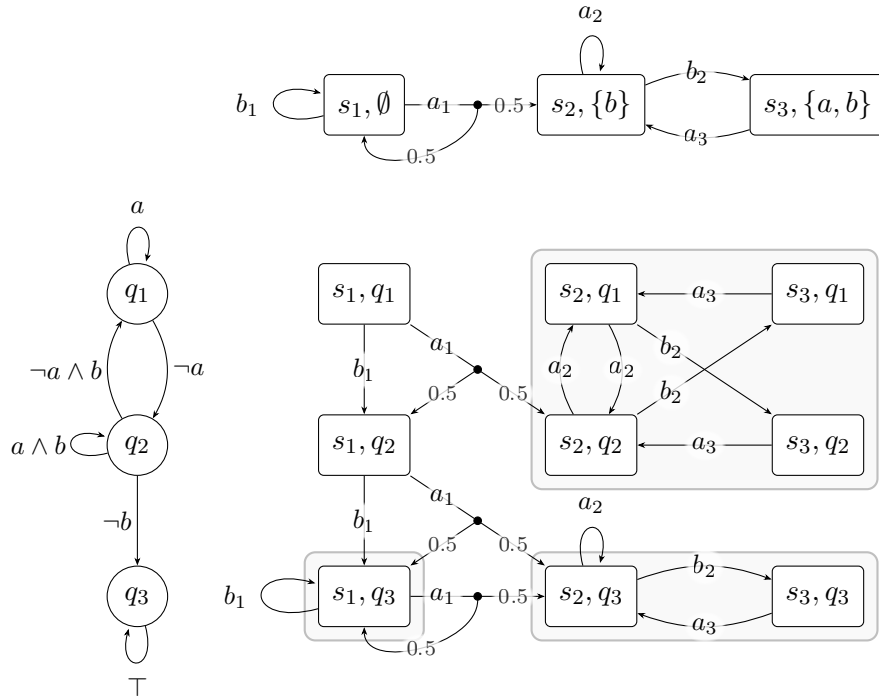 a₂
b₁ s₁, ∅ a₁ 0.5 s₂, {b} b₂ s₃, {a, b}
0.5 a₃
a
q₁ s₁, q₁ s₂, q₁ a₃ s₃, q₁
¬a ∧ b ¬a b₁ a₁ a₂ a₂ b₂
0.5 0.5 b₂
a ∧ b q₂ s₁, q₂ s₂, q₂ a₃ s₃, q₂
¬b b₁ a₁ a₂
0.5 0.5
b₁ q₃ s₁, q₃ a₁ 0.5 s₂, q₃ b₂ s₃, q₃
0.5 a₃
⊤